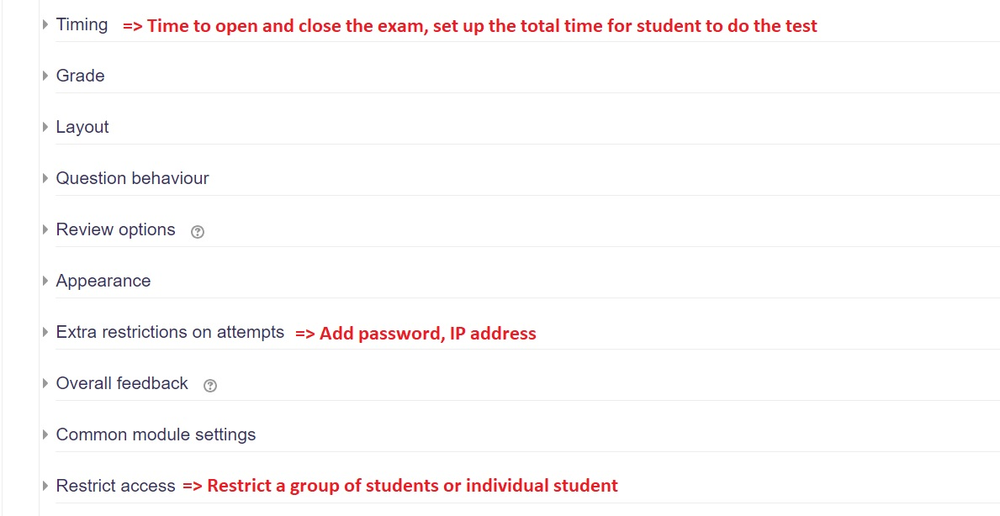 Timing => Time to open and close the exam, set up the total time for student to do the test
Grade
Layout
Question behaviour
Review options ?
Appearance
Extra restrictions on attempts => Add password, IP address
Overall feedback ?
Common module settings
Restrict access => Restrict a group of students or individual student